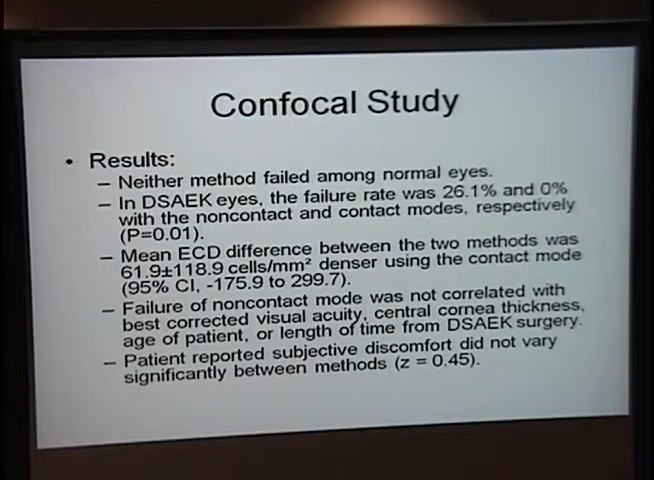 Confocal Study
• Results:
– Neither method failed among normal eyes.
– In DSAEK eyes, the failure rate was 26.1% and 0%
with the noncontact and contact modes, respectively
(P=0.01).
– Mean ECD difference between the two methods was
61.9±118.9 cells/mm² denser using the contact mode
(95% CI, -175.9 to 299.7).
– Failure of noncontact mode was not correlated with
best corrected visual acuity, central cornea thickness,
age of patient, or length of time from DSAEK surgery.
– Patient reported subjective discomfort did not vary
significantly between methods (z = 0.45).